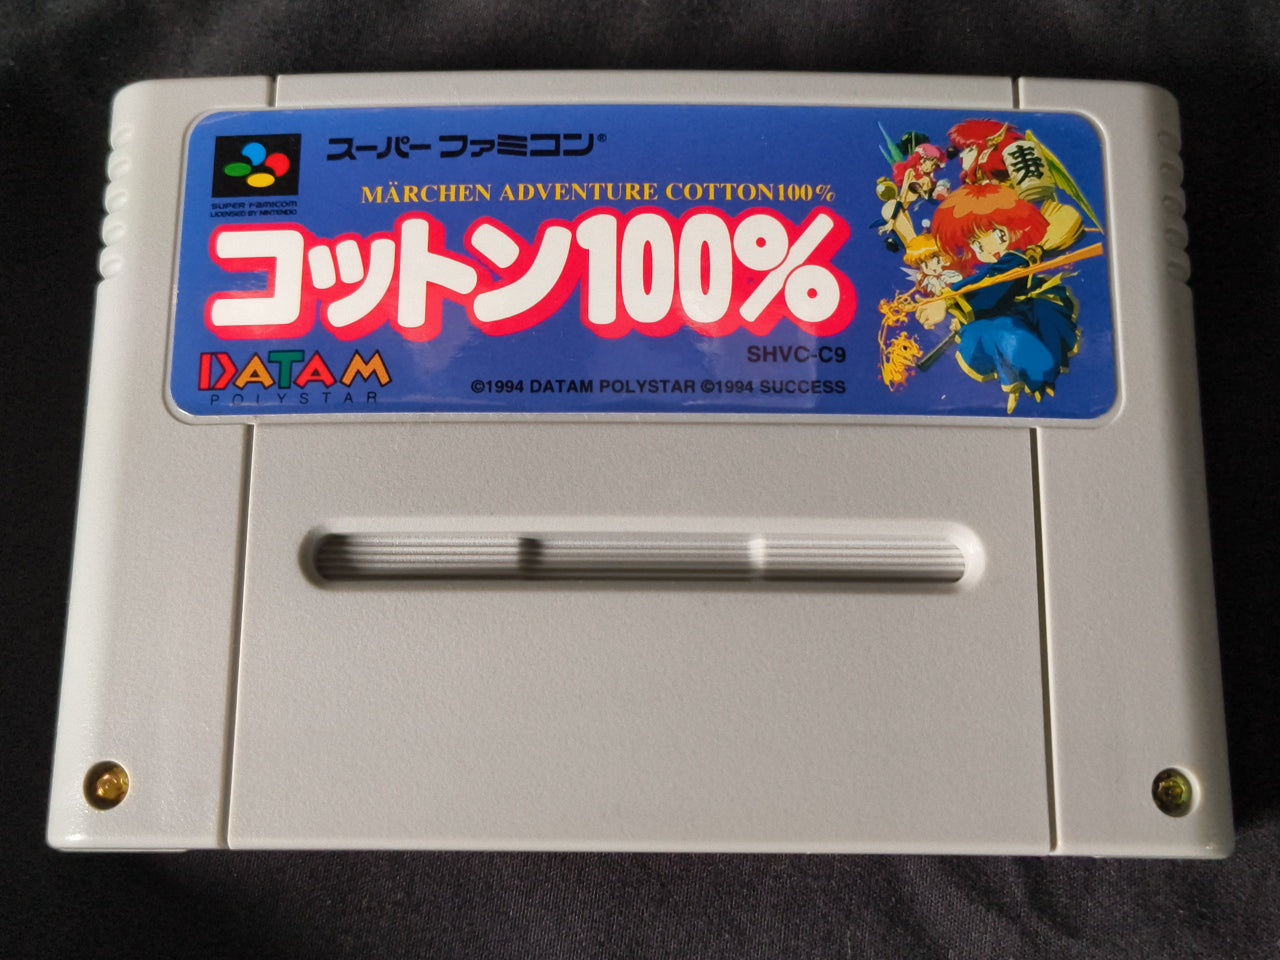 スーパーファミコン®
SUPER FAMICOM
LICENSED BY NINTENDO
MÄRCHEN ADVENTURE COTTON100%
コットン100%
寿
SHVC-C9
DATAM
POLYSTAR
©1994 DATAM POLYSTAR ©1994 SUCCESS